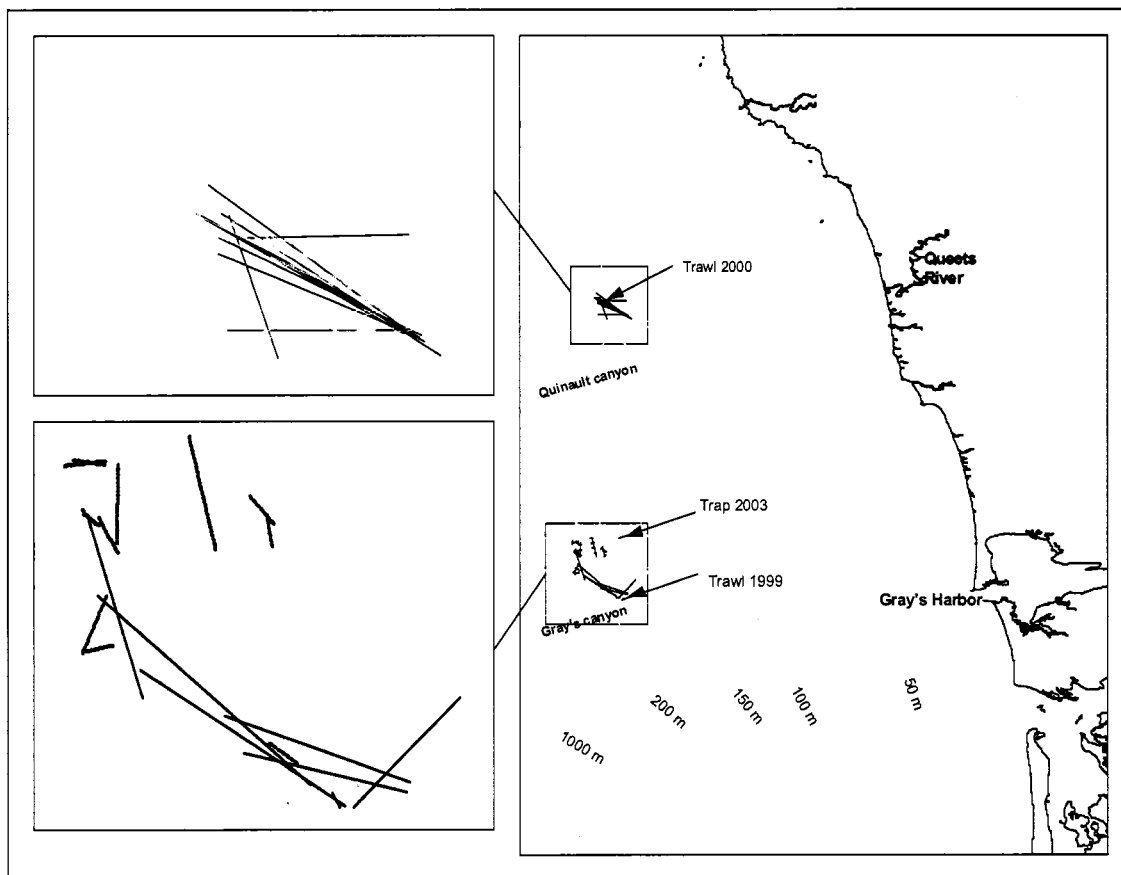 Queets
River
Trawl 2000
Quinault canyon
Trap 2003
Trawl 1999
Gray's Harbor
Gray's canyon
50 m
100 m
150 m
200 m
1000 m